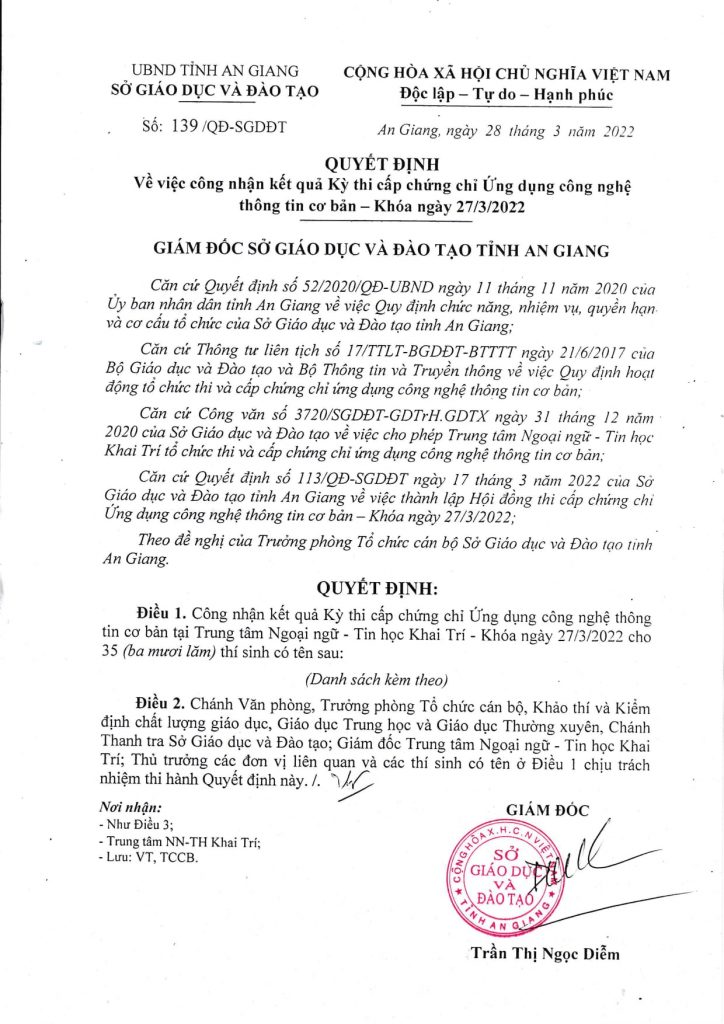 UBND TỈNH AN GIANG
SỞ GIÁO DỤC VÀ ĐÀO TẠO
CỘNG HÒA XÃ HỘI CHỦ NGHĨA VIỆT NAM
Độc lập – Tự do – Hạnh phúc
Số: 139 /QĐ-SGDĐT
An Giang, ngày 28 tháng 3 năm 2022
QUYẾT ĐỊNH
Về việc công nhận kết quả Kỳ thi cấp chứng chỉ Ứng dụng công nghệ
thông tin cơ bản – Khóa ngày 27/3/2022
GIÁM ĐỐC SỞ GIÁO DỤC VÀ ĐÀO TẠO TỈNH AN GIANG
Căn cứ Quyết định số 52/2020/QĐ-UBND ngày 11 tháng 11 năm 2020 của
Ủy ban nhân dân tỉnh An Giang về việc Quy định chức năng, nhiệm vụ, quyền hạn
và cơ cấu tổ chức của Sở Giáo dục và Đào tạo tỉnh An Giang;
Căn cứ Thông tư liên tịch số 17/TTLT-BGDĐT-BTTTT ngày 21/6/2017 của
Bộ Giáo dục và Đào tạo và Bộ Thông tin và Truyền thông về việc Quy định hoạt
động tổ chức thi và cấp chứng chỉ ứng dụng công nghệ thông tin cơ bản;
Căn cứ Công văn số 3720/SGDĐT-GDTrH.GDTX ngày 31 tháng 12 năm
2020 của Sở Giáo dục và Đào tạo về việc cho phép Trung tâm Ngoại ngữ - Tin học
Khai Trí tổ chức thi và cấp chứng chỉ ứng dụng công nghệ thông tin cơ bản;
Căn cứ Quyết định số 113/QĐ-SGDĐT ngày 17 tháng 3 năm 2022 của Sở
Giáo dục và Đào tạo tỉnh An Giang về việc thành lập Hội đồng thi cấp chứng chỉ
Ứng dụng công nghệ thông tin cơ bản – Khóa ngày 27/3/2022;
Theo đề nghị của Trưởng phòng Tổ chức cán bộ Sở Giáo dục và Đào tạo tỉnh
An Giang.
QUYẾT ĐỊNH:
Điều 1. Công nhận kết quả Kỳ thi cấp chứng chỉ Ứng dụng công nghệ thông
tin cơ bản tại Trung tâm Ngoại ngữ - Tin học Khai Trí - Khóa ngày 27/3/2022 cho
35 (ba mươi lăm) thí sinh có tên sau:
(Danh sách kèm theo)
Điều 2. Chánh Văn phòng, Trưởng phòng Tổ chức cán bộ, Khảo thí và Kiểm
định chất lượng giáo dục, Giáo dục Trung học và Giáo dục Thường xuyên, Chánh
Thanh tra Sở Giáo dục và Đào tạo; Giám đốc Trung tâm Ngoại ngữ - Tin học Khai
Trí; Thủ trưởng các đơn vị liên quan và các thí sinh có tên ở Điều 1 chịu trách
nhiệm thi hành Quyết định này. /.
Nơi nhận:
- Như Điều 3;
- Trung tâm NN-TH Khai Trí;
- Lưu: VT, TCCB.
GIÁM ĐỐC
CỘNG HÒA X.H.C.N VIỆT
SỞ
GIÁO DỤC
VÀ
ĐÀO TẠO
TỈNH AN GIANG
Trần Thị Ngọc Diễm